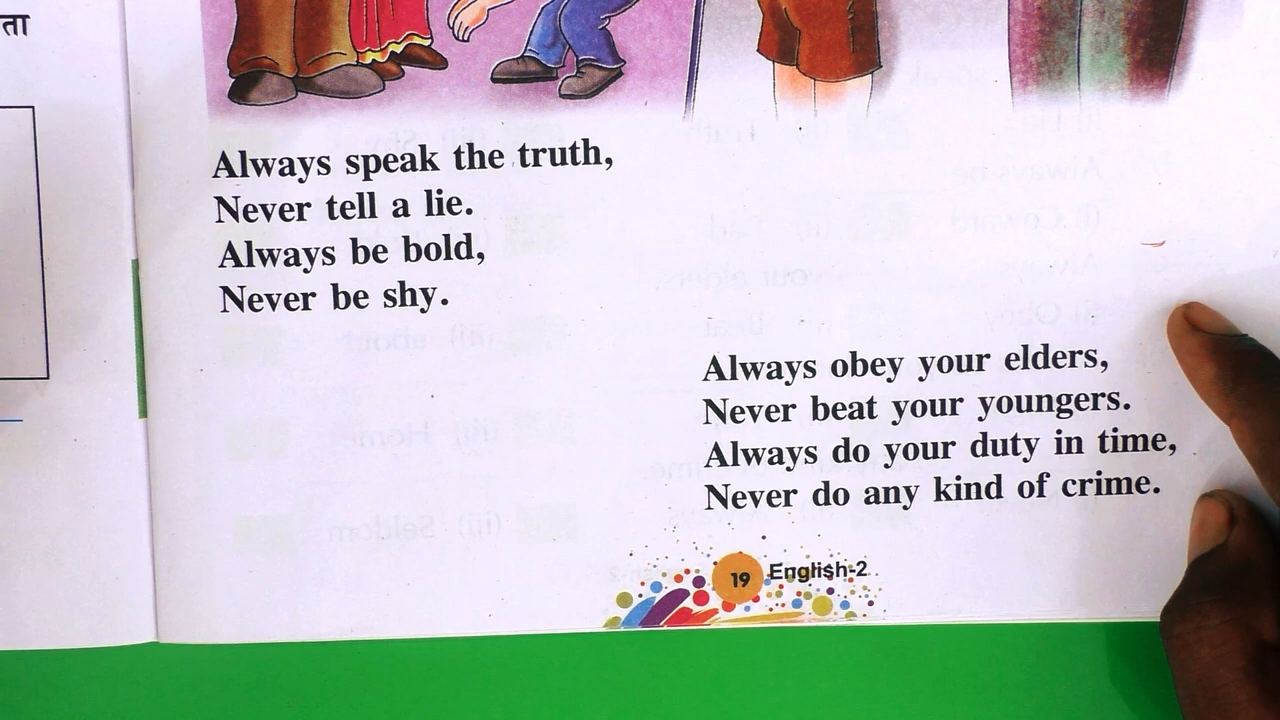 ता
Always speak the truth,
Never tell a lie.
Always be bold,
Never be shy.
Always obey your elders,
Never beat your youngers.
Always do your duty in time,
Never do any kind of crime.
19 English-2